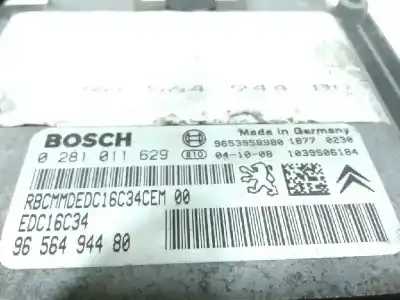 BOSCH
Made in Germany
9653958980 1877 0230
0 281 011 629 810 04-10-08 1039S06184
RBCMMDEDC16C34CEM 00
EDC16C34
96 564 944 80